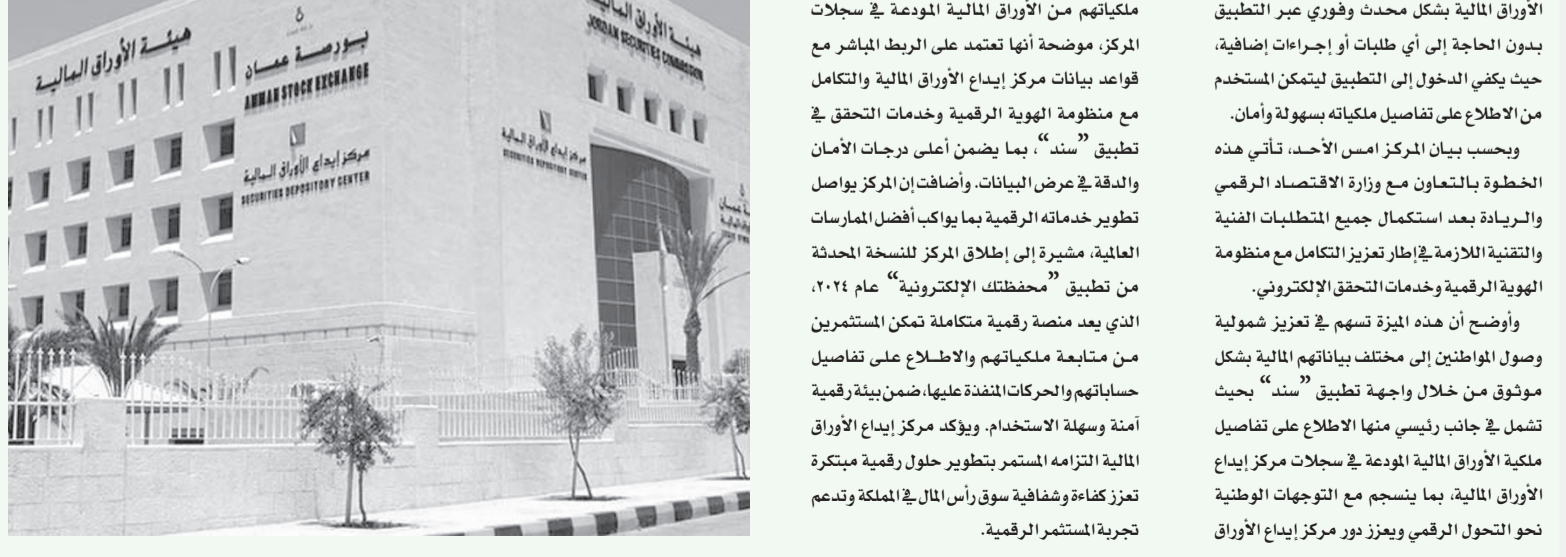 الأوراق المالية بشكل محدث وفوري عبر التطبيق
بدون الحاجة إلى أي طلبات أو إجراءات إضافية،
حيث يكفي الدخول إلى التطبيق ليتمكن المستخدم
من الاطلاع على تفاصيل ملكياته بسهولة وأمان.
وبحسب بيان المركز امس الأحد، تأتي هذه
الخطوة بالتعاون مع وزارة الاقتصاد الرقمي
والريادة بعد استكمال جميع المتطلبات الفنية
والتقنية اللازمة في إطار تعزيز التكامل مع منظومة
الهوية الرقمية وخدمات التحقق الإلكتروني.
وأوضح أن هذه الميزة تسهم في تعزيز شمولية
وصول المواطنين إلى مختلف بياناتهم المالية بشكل
موثوق من خلال واجهة تطبيق ”سند“ بحيث
تشمل في جانب رئيسي منها الاطلاع على تفاصيل
ملكية الأوراق المالية المودعة في سجلات مركز إيداع
الأوراق المالية، بما ينسجم مع التوجهات الوطنية
نحو التحول الرقمي ويعزز دور مركز إيداع الأوراق
ملكياتهم من الأوراق المالية المودعة في سجلات
المركز، موضحة أنها تعتمد على الربط المباشر مع
قواعد بيانات مركز إيداع الأوراق المالية والتكامل
مع منظومة الهوية الرقمية وخدمات التحقق في
تطبيق ”سند“، بما يضمن أعلى درجات الأمان
والدقة في عرض البيانات. وأضافت إن المركز يواصل
تطوير خدماته الرقمية بما يواكب أفضل الممارسات
العالمية، مشيرة إلى إطلاق المركز للنسخة المحدثة
من تطبيق ”محفظتك الإلكترونية“ عام ٢٠٢٤،
الذي يعد منصة رقمية متكاملة تمكن المستثمرين
من متابعة ملكياتهم والاطلاع على تفاصيل
حساباتهم والحركات المنفذة عليها، ضمن بيئة رقمية
آمنة وسهلة الاستخدام. ويؤكد مركز إيداع الأوراق
المالية التزامه المستمر بتطوير حلول رقمية مبتكرة
تعزز كفاءة وشفافية سوق رأس المال في المملكة وتدعم
تجربة المستثمر الرقمية.
هيئة الأوراق المالية
JORDAN SECURITIES COMMISSION
مركز إيداع الأوراق المالية
SECURITIES DEPOSITORY CENTER
بورصة عمان
AMMAN STOCK EXCHANGE
مركز إيداع الأوراق المالية
SECURITIES DEPOSITORY CENTER
هيئة الأوراق المالية